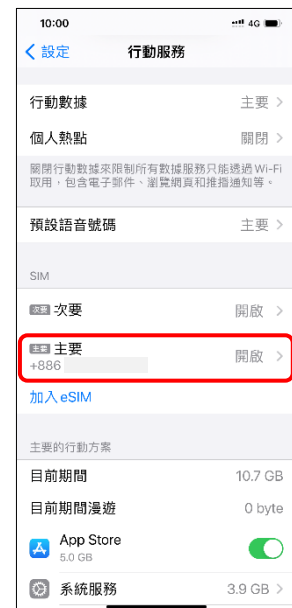 10:00 4G
設定 行動服務
行動數據 主要
個人熱點 關閉
關閉行動數據來限制所有數據服務只能透過 Wi-Fi
取用,包含電子郵件、瀏覽網頁和推播通知等。
預設語音號碼 主要
SIM
次要 次要 開啟
主要 主要 開啟
+886
加入 eSIM
主要的行動方案
目前期間 10.7 GB
目前期間漫遊 0 byte
App Store
5.0 GB
系統服務 3.9 GB